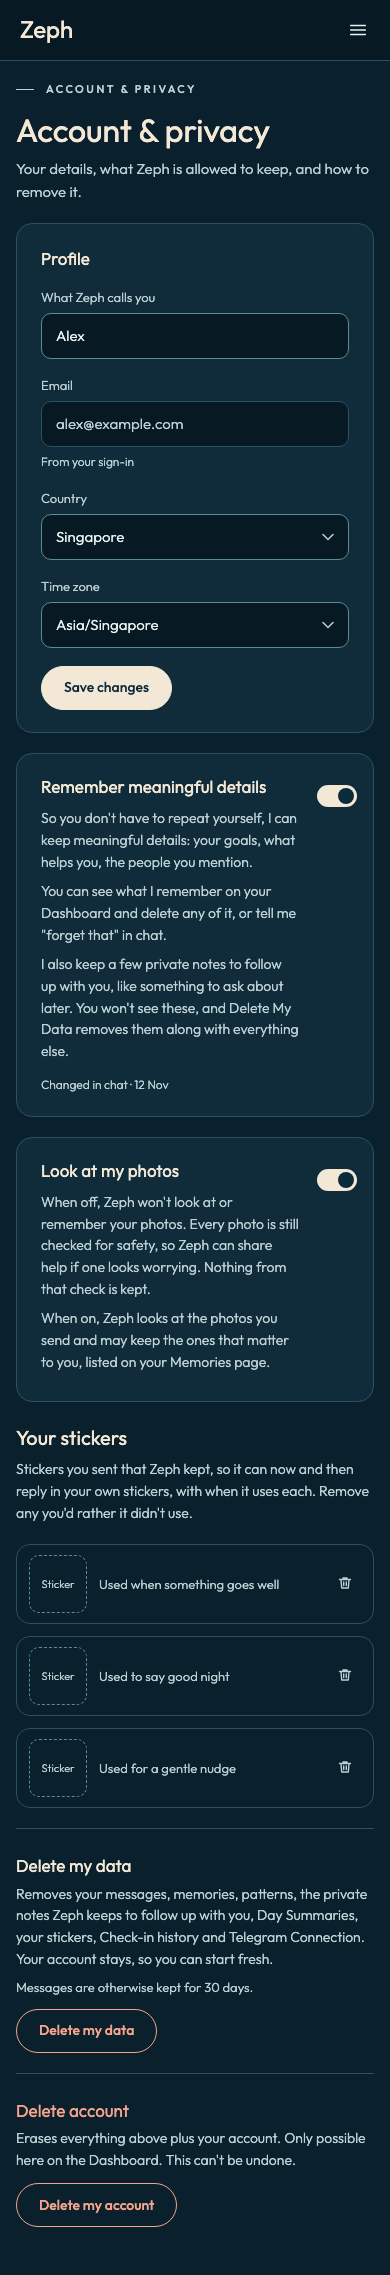 Zeph
ACCOUNT & PRIVACY
Account & privacy
Your details, what Zeph is allowed to keep, and how to
remove it.
Profile
What Zeph calls you
Alex
Email
alex@example.com
From your sign-in
Country
Singapore
Time zone
Asia/Singapore
Save changes
Remember meaningful details
So you don't have to repeat yourself, I can
keep meaningful details: your goals, what
helps you, the people you mention.
You can see what I remember on your
Dashboard and delete any of it, or tell me
"forget that" in chat.
I also keep a few private notes to follow
up with you, like something to ask about
later. You won't see these, and Delete My
Data removes them along with everything
else.
Changed in chat · 12 Nov
Look at my photos
When off, Zeph won't look at or
remember your photos. Every photo is still
checked for safety, so Zeph can share
help if one looks worrying. Nothing from
that check is kept.
When on, Zeph looks at the photos you
send and may keep the ones that matter
to you, listed on your Memories page.
Your stickers
Stickers you sent that Zeph kept, so it can now and then
reply in your own stickers, with when it uses each. Remove
any you'd rather it didn't use.
Sticker
Used when something goes well
Sticker
Used to say good night
Sticker
Used for a gentle nudge
Delete my data
Removes your messages, memories, patterns, the private
notes Zeph keeps to follow up with you, Day Summaries,
your stickers, Check-in history and Telegram Connection.
Your account stays, so you can start fresh.
Messages are otherwise kept for 30 days.
Delete my data
Delete account
Erases everything above plus your account. Only possible
here on the Dashboard. This can't be undone.
Delete my account